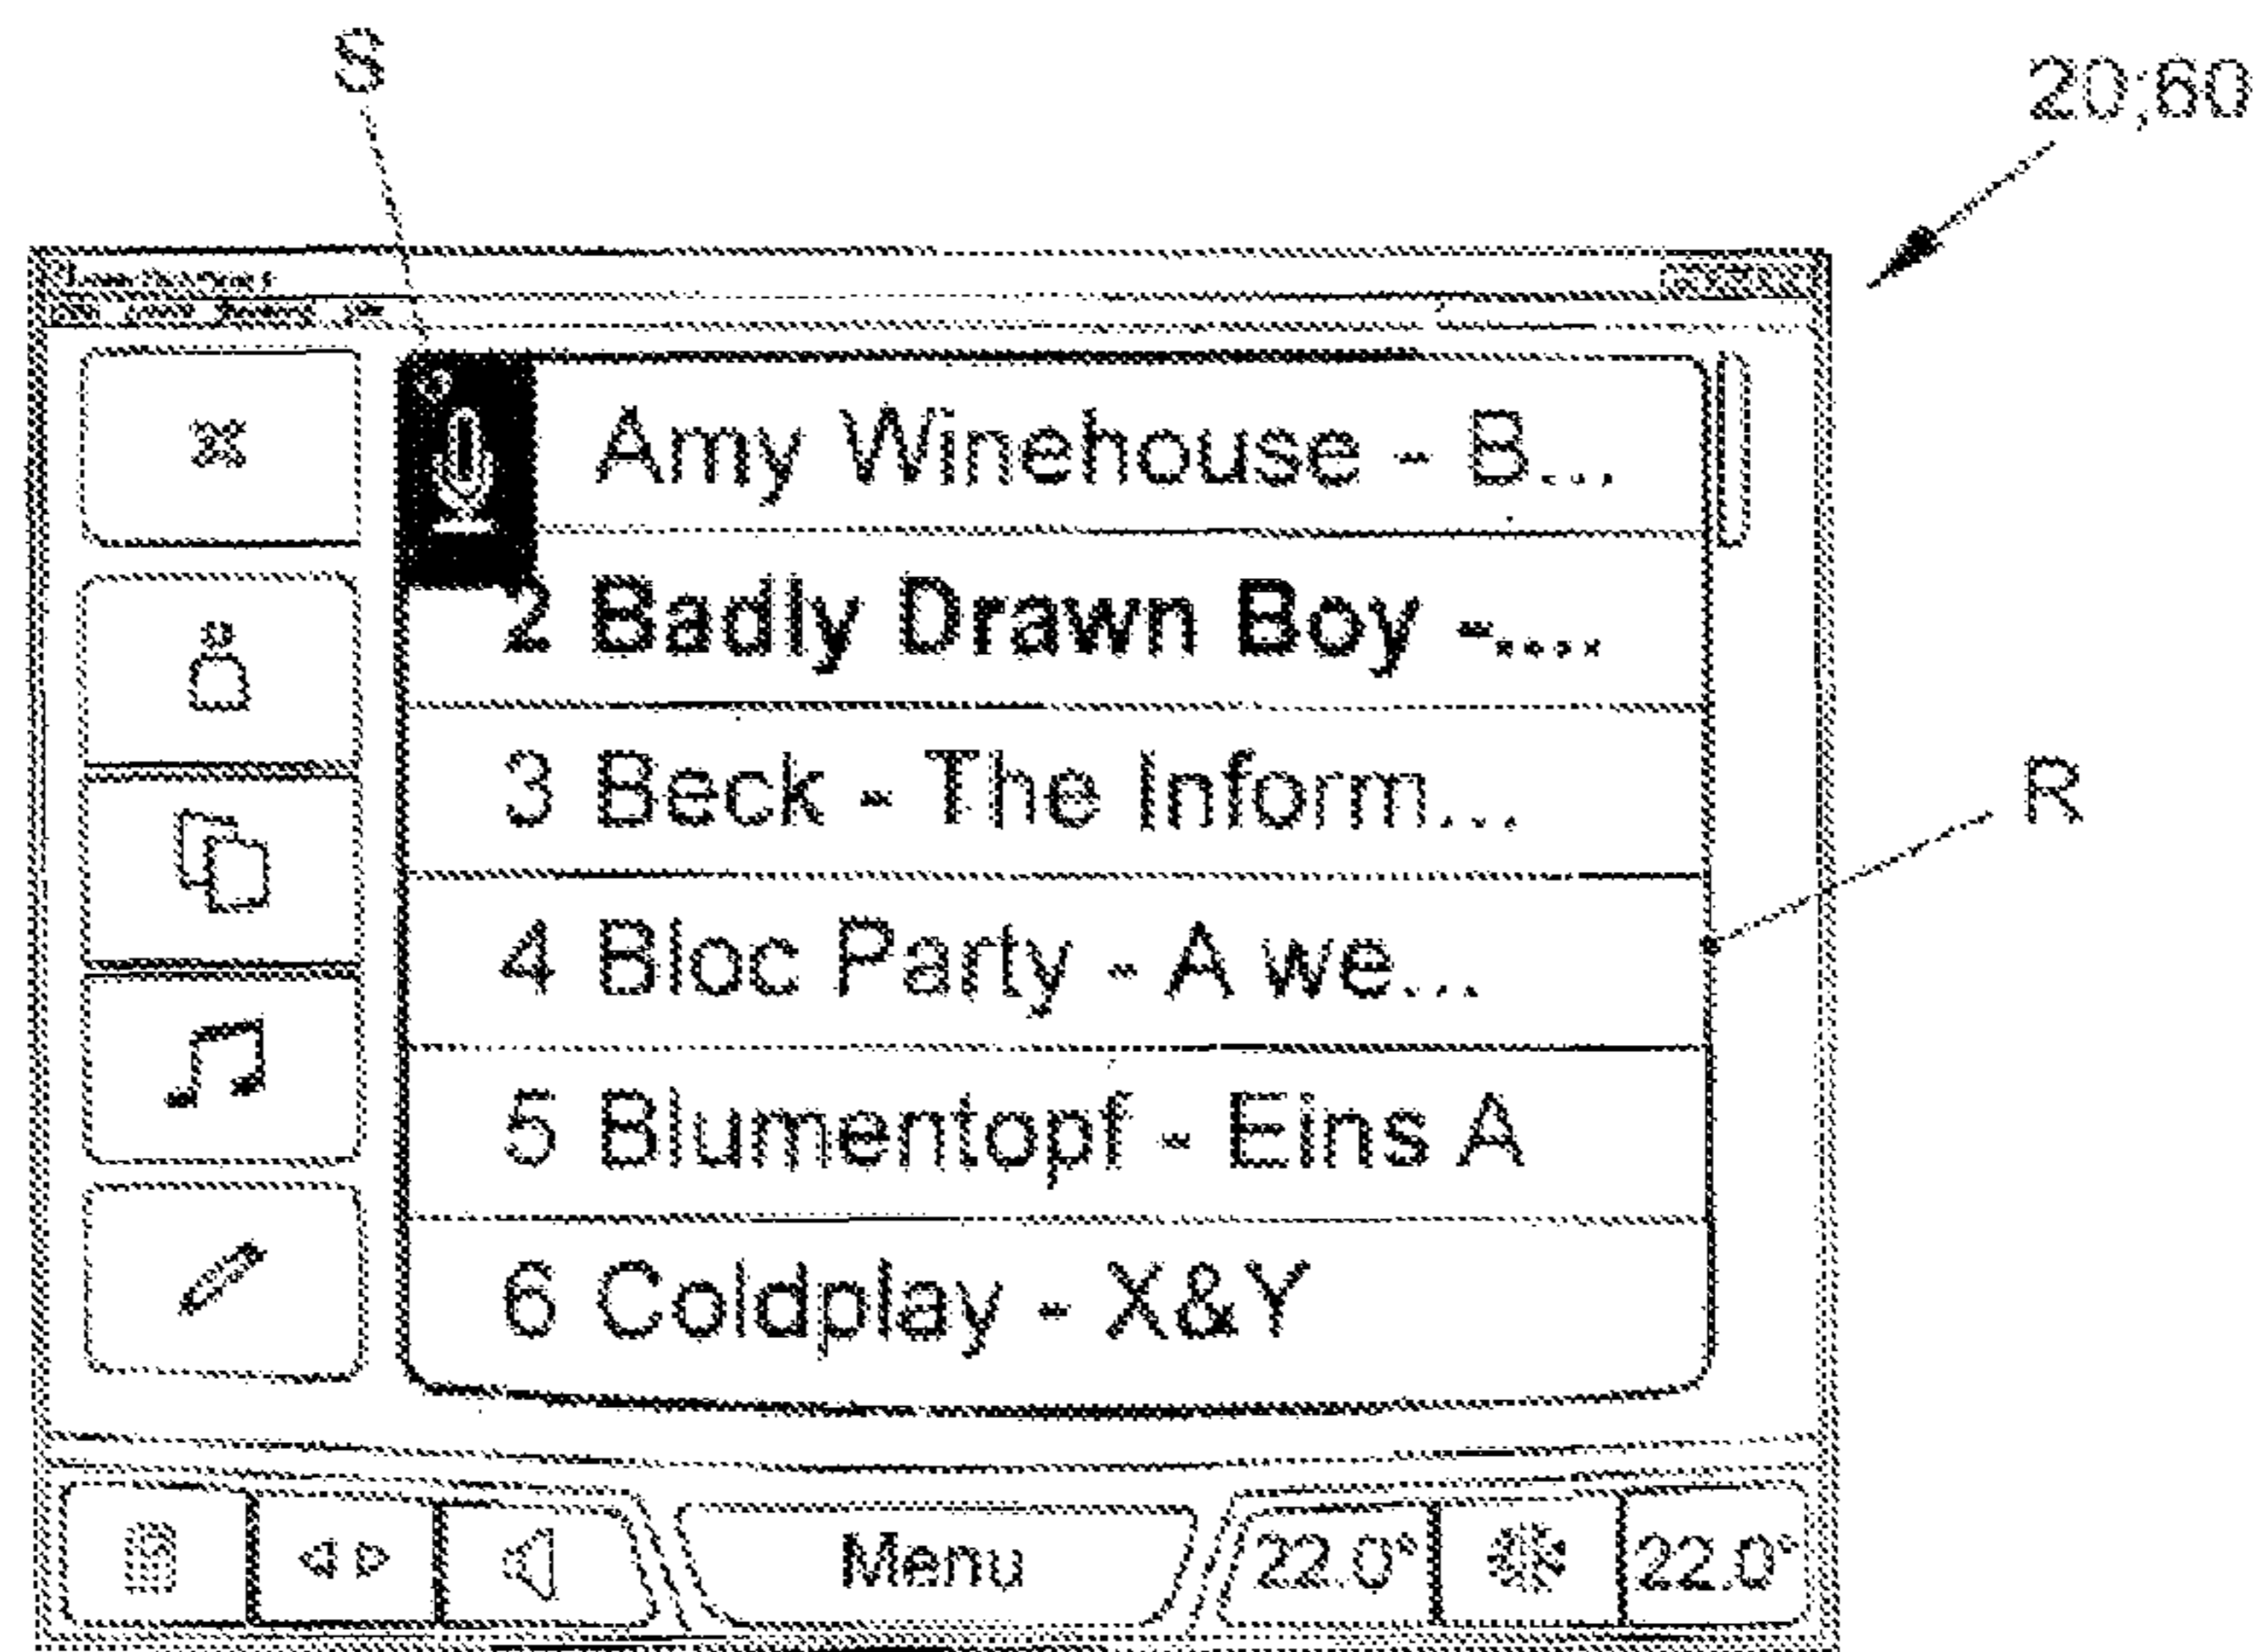 S
20;60
Amy Winehouse - B...
2 Badly Drawn Boy -....
3 Beck - The Inform...
R
4 Bloc Party - A we...
5 Blumentopf - Eins A
6 Coldplay - X&Y
Menu 22.0° 22.0°